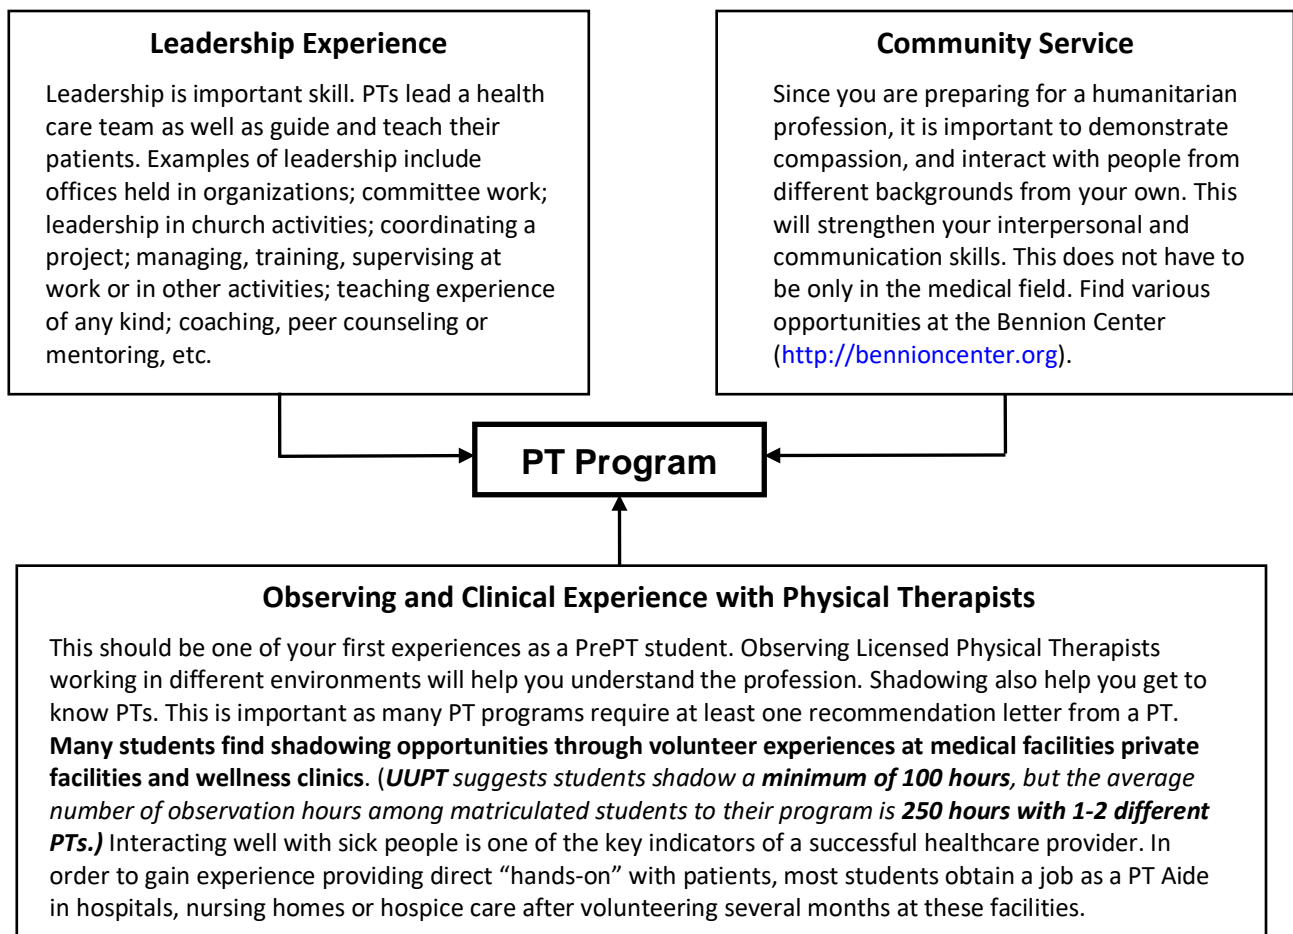 Leadership Experience
Leadership is important skill. PTs lead a health
care team as well as guide and teach their
patients. Examples of leadership include
offices held in organizations; committee work;
leadership in church activities; coordinating a
project; managing, training, supervising at
work or in other activities; teaching experience
of any kind; coaching, peer counseling or
mentoring, etc.
Community Service
Since you are preparing for a humanitarian
profession, it is important to demonstrate
compassion, and interact with people from
different backgrounds from your own. This
will strengthen your interpersonal and
communication skills. This does not have to
be only in the medical field. Find various
opportunities at the Bennion Center
(http://bennioncenter.org).
PT Program
Observing and Clinical Experience with Physical Therapists
This should be one of your first experiences as a PrePT student. Observing Licensed Physical Therapists
working in different environments will help you understand the profession. Shadowing also help you get to
know PTs. This is important as many PT programs require at least one recommendation letter from a PT.
Many students find shadowing opportunities through volunteer experiences at medical facilities private
facilities and wellness clinics. (UUPT suggests students shadow a minimum of 100 hours, but the average
number of observation hours among matriculated students to their program is 250 hours with 1-2 different
PTs.) Interacting well with sick people is one of the key indicators of a successful healthcare provider. In
order to gain experience providing direct “hands-on” with patients, most students obtain a job as a PT Aide
in hospitals, nursing homes or hospice care after volunteering several months at these facilities.